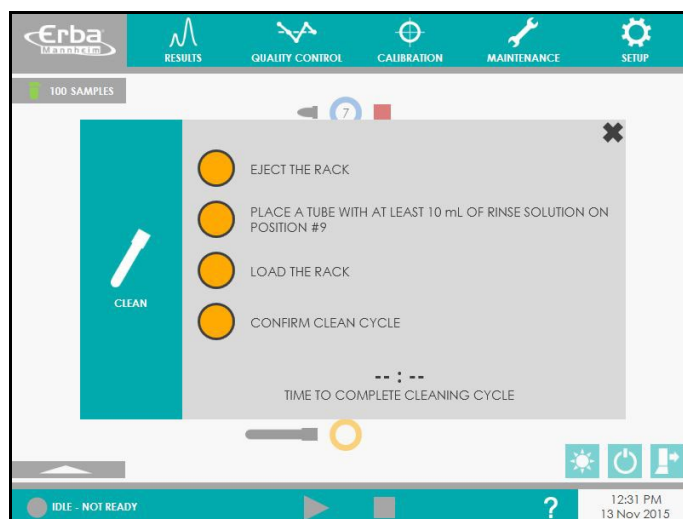 Erba
Mannheim
RESULTS
QUALITY CONTROL
CALIBRATION
MAINTENANCE
SETUP
100 SAMPLES
7
EJECT THE RACK
PLACE A TUBE WITH AT LEAST 10 mL OF RINSE SOLUTION ON
POSITION #9
LOAD THE RACK
CLEAN
CONFIRM CLEAN CYCLE
-- : --
TIME TO COMPLETE CLEANING CYCLE
IDLE - NOT READY
?
12:31 PM
13 Nov 2015